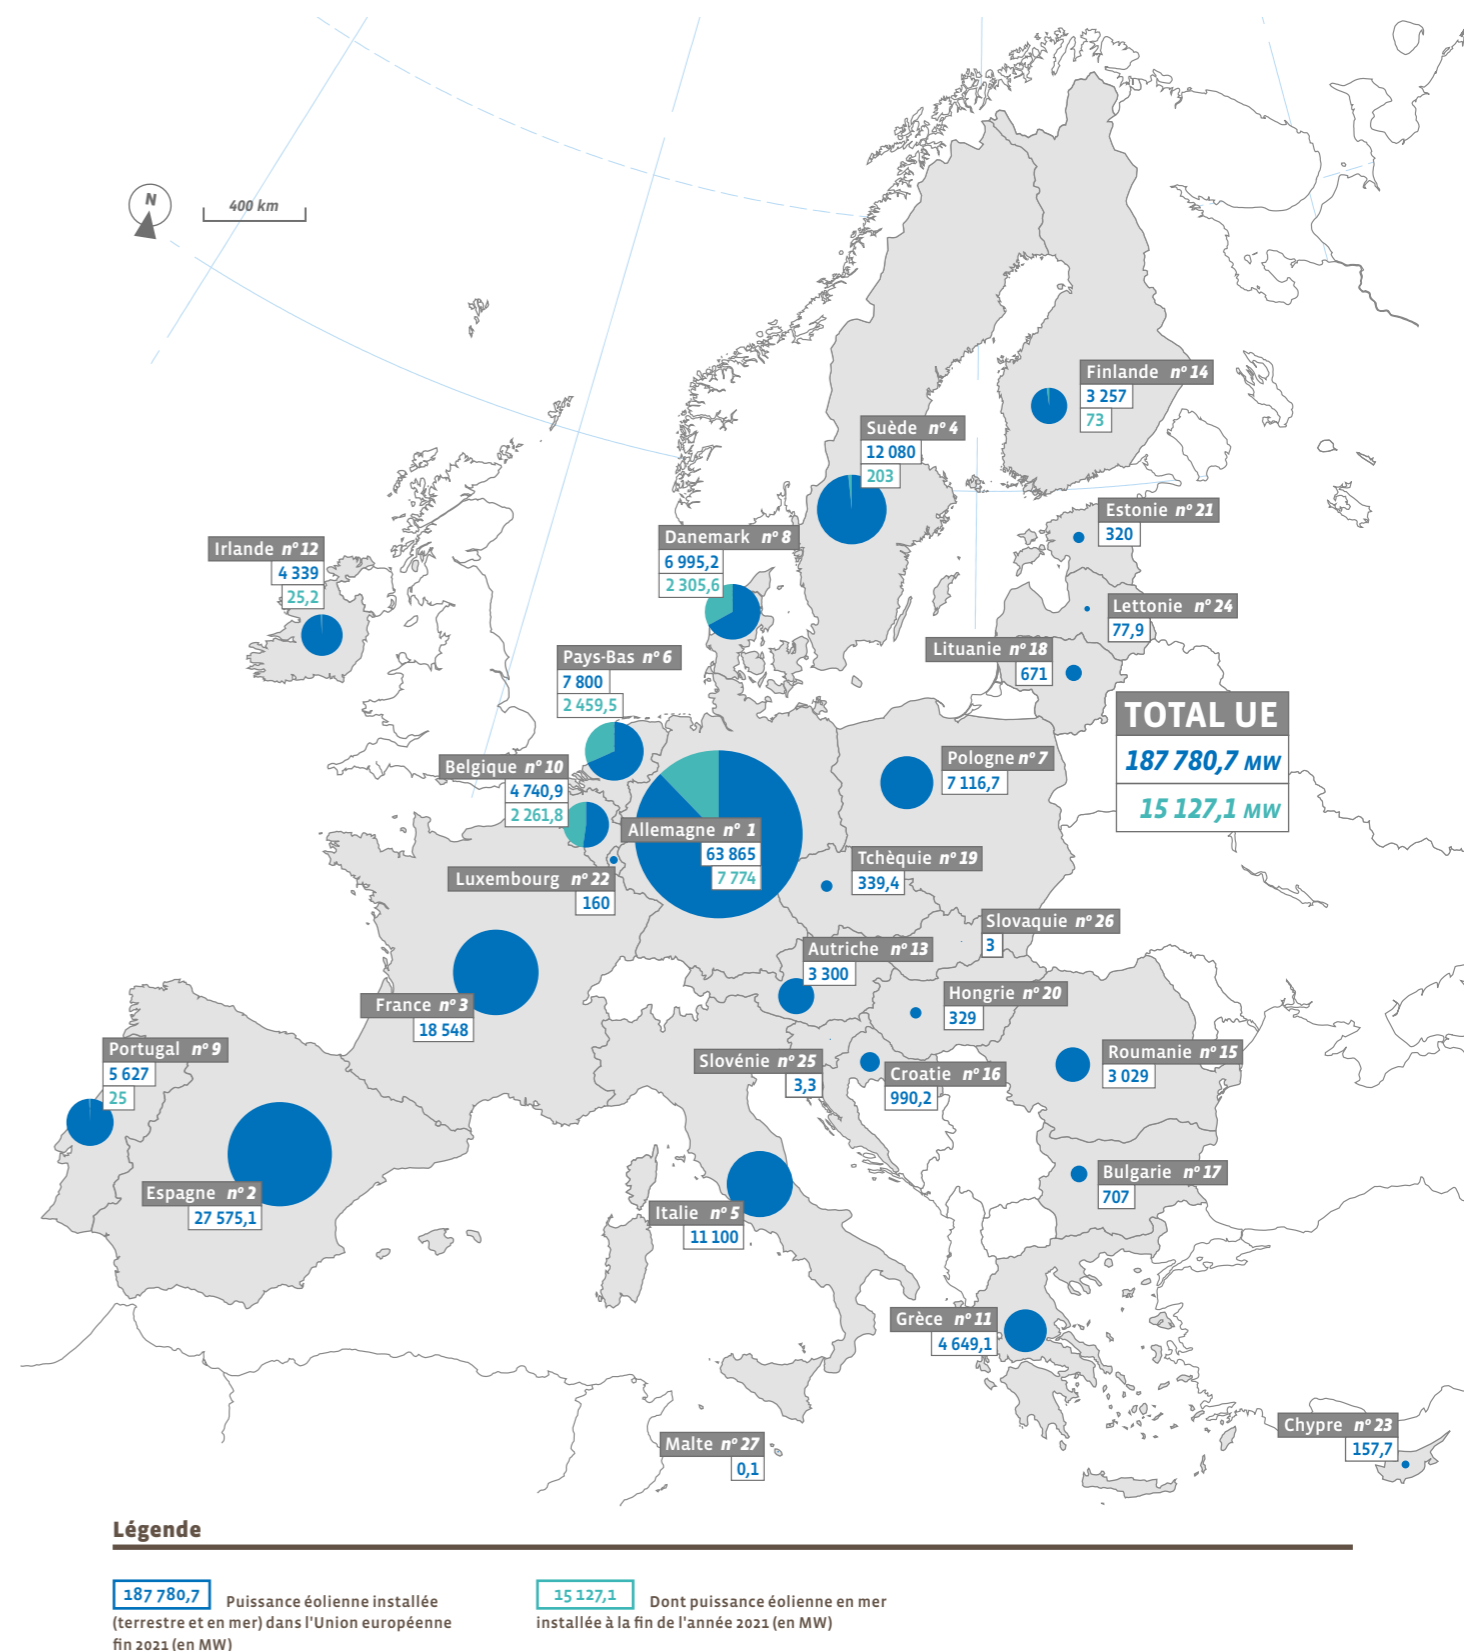 N
400 km
Finlande n° 14
3 257
73
Suède n° 4
12 080
203
Estonie n° 21
320
Danemark n° 8
6 995,2
2 305,6
Irlande n° 12
4 339
25,2
Lettonie n° 24
77,9
Lituanie n° 18
671
Pays-Bas n° 6
7 800
2 459,5
TOTAL UE
187 780,7 MW
15 127,1 MW
Pologne n° 7
7 116,7
Belgique n° 10
4 740,9
2 261,8
Allemagne n° 1
63 865
7 774
Tchèquie n° 19
339,4
Luxembourg n° 22
160
Slovaquie n° 26
3
Autriche n° 13
3 300
Hongrie n° 20
329
France n° 3
18 548
Portugal n° 9
5 627
25
Slovénie n° 25
3,3
Croatie n° 16
990,2
Roumanie n° 15
3 029
Espagne n° 2
27 575,1
Bulgarie n° 17
707
Italie n° 5
11 100
Grèce n° 11
4 649,1
Chypre n° 23
157,7
Malte n° 27
0,1
Légende
187 780,7 Puissance éolienne installée
(terrestre et en mer) dans l'Union européenne
fin 2021 (en MW)
15 127,1 Dont puissance éolienne en mer
installée à la fin de l'année 2021 (en MW)